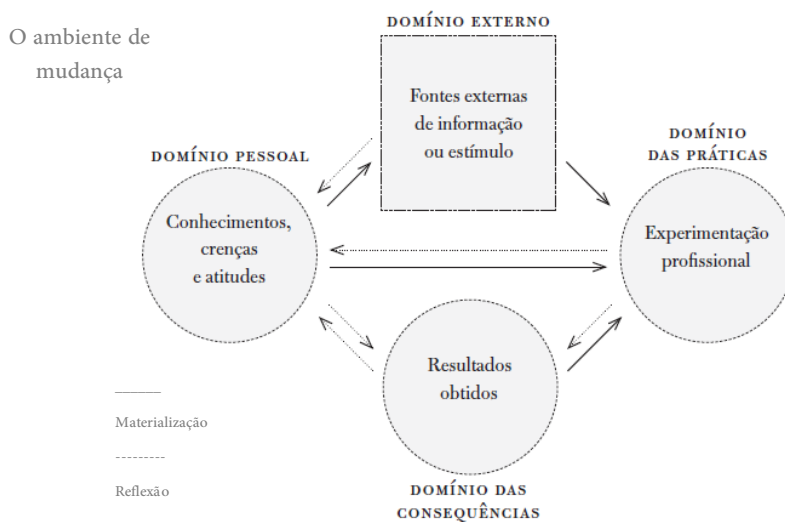 O ambiente de
mudança
DOMÍNIO EXTERNO
Fontes externas
de informação
ou estímulo
DOMÍNIO PESSOAL
Conhecimentos,
crenças
e atitudes
DOMÍNIO
DAS PRÁTICAS
Experimentação
profissional
Resultados
obtidos
DOMÍNIO DAS
CONSEQUÊNCIAS
Materialização
Reflexão